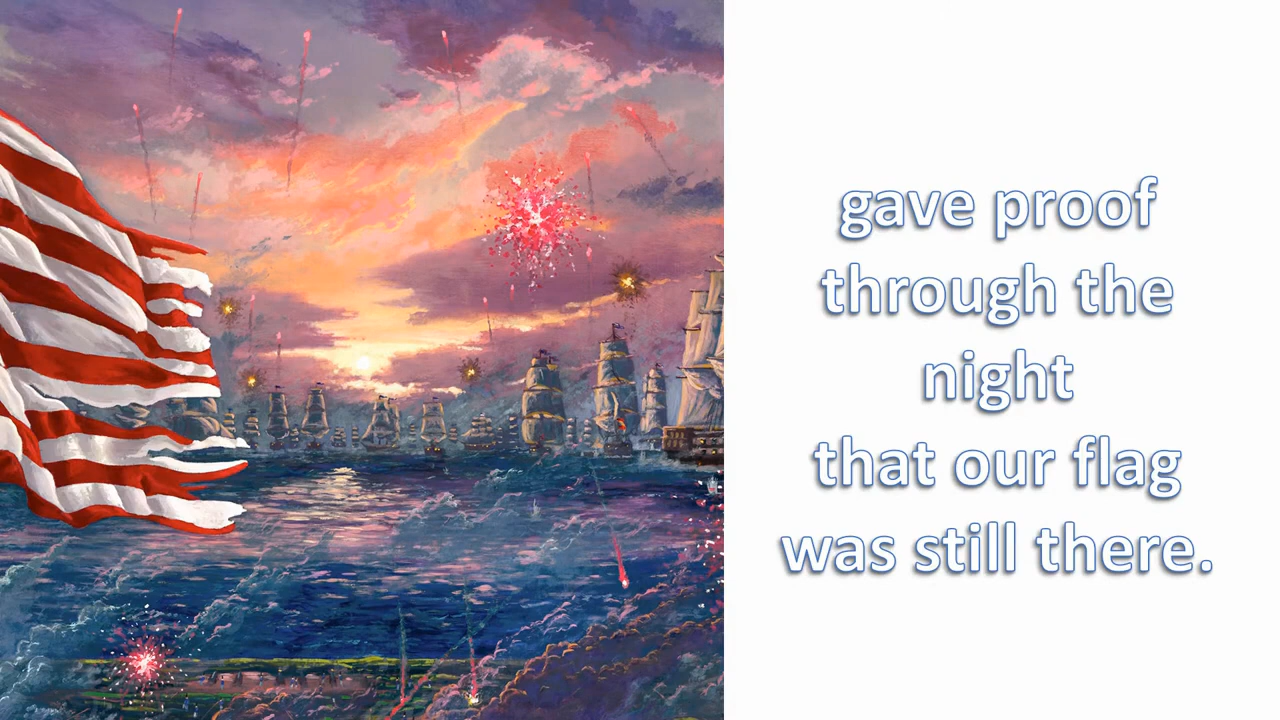 gave proof
through the
night
that our flag
was still there.